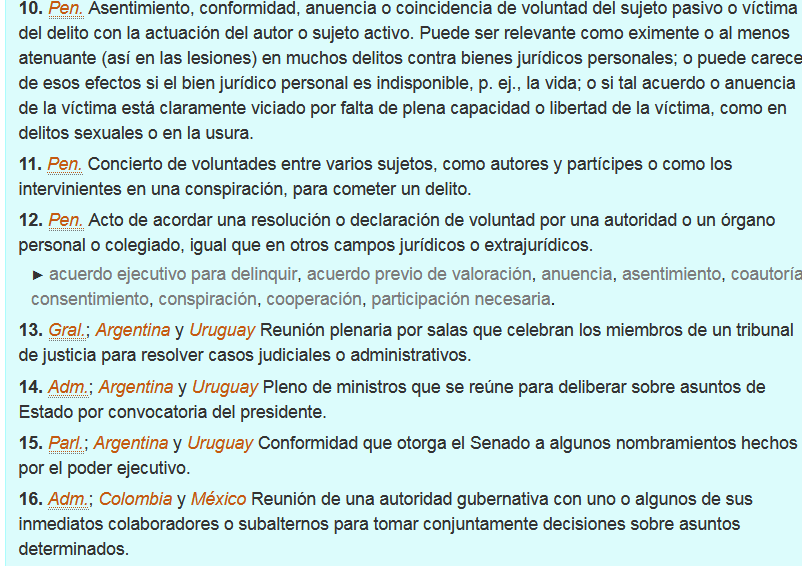 10. Pen. Asentimiento, conformidad, anuencia o coincidencia de voluntad del sujeto pasivo o víctima
del delito con la actuación del autor o sujeto activo. Puede ser relevante como eximente o al menos
atenuante (así en las lesiones) en muchos delitos contra bienes jurídicos personales; o puede carece
de esos efectos si el bien jurídico personal es indisponible, p. ej., la vida; o si tal acuerdo o anuencia
de la víctima está claramente viciado por falta de plena capacidad o libertad de la víctima, como en
delitos sexuales o en la usura.
11. Pen. Concierto de voluntades entre varios sujetos, como autores y partícipes o como los
intervinientes en una conspiración, para cometer un delito.
12. Pen. Acto de acordar una resolución o declaración de voluntad por una autoridad o un órgano
personal o colegiado, igual que en otros campos jurídicos o extrajurídicos.
► acuerdo ejecutivo para delinquir, acuerdo previo de valoración, anuencia, asentimiento, coautoría
consentimiento, conspiración, cooperación, participación necesaria.
13. Gral.; Argentina y Uruguay Reunión plenaria por salas que celebran los miembros de un tribunal
de justicia para resolver casos judiciales o administrativos.
14. Adm.; Argentina y Uruguay Pleno de ministros que se reúne para deliberar sobre asuntos de
Estado por convocatoria del presidente.
15. Parl.; Argentina y Uruguay Conformidad que otorga el Senado a algunos nombramientos hechos
por el poder ejecutivo.
16. Adm.; Colombia y México Reunión de una autoridad gubernativa con uno o algunos de sus
inmediatos colaboradores o subalternos para tomar conjuntamente decisiones sobre asuntos
determinados.